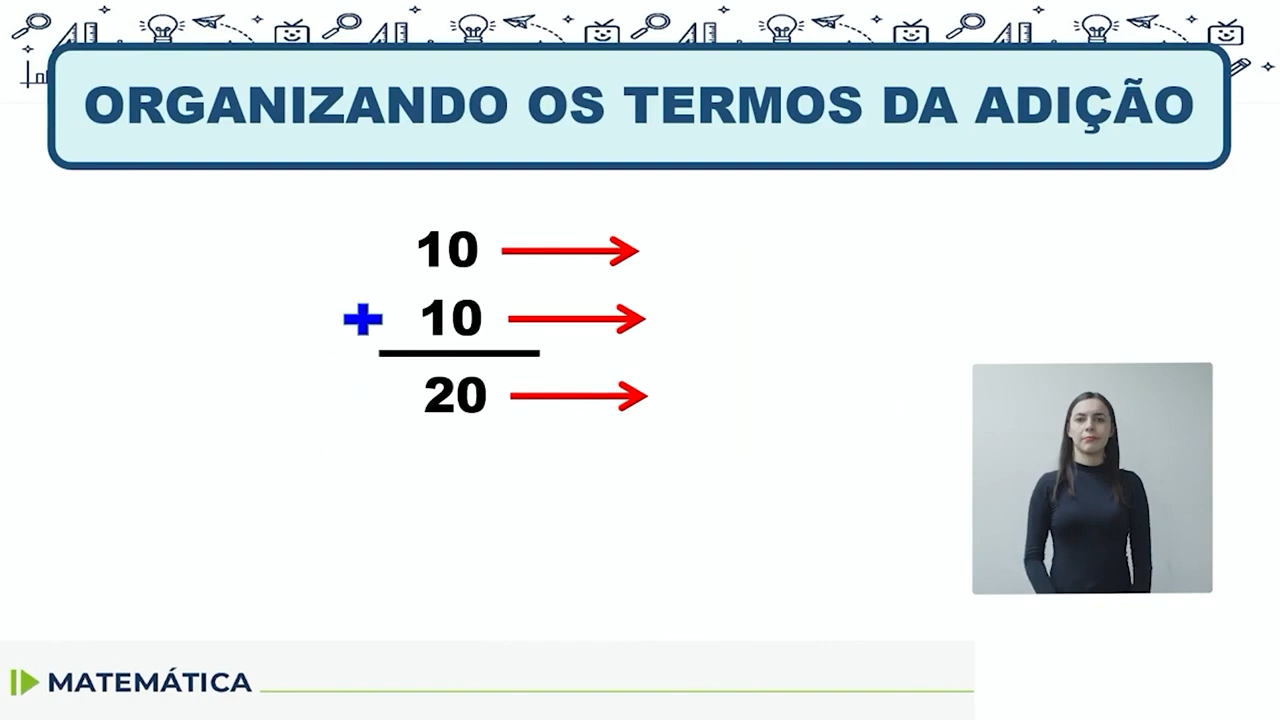 ORGANIZANDO OS TERMOS DA ADIÇÃO
10
+ 10
20
MATEMÁTICA